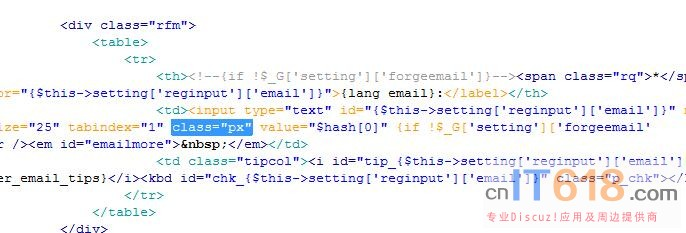 <div class="rfm">
<table>
<tr>
<th><!--{if !$_G['setting']['forgeemail']}--><span class="rq">*</
or="{$this->setting['reginput']['email']}">{lang email}:</label></th>
<td><input type="text" id="{$this->setting['reginput']['email']}" n
ize="25" tabindex="1" class="px" value="$hash[0]" {if !$_G['setting']['forgeemail'
r /><em id="emailmore">&nbsp;</em></td>
<td class="tipcol"><i id="tip_{$this->setting['reginput']['email']
er_email_tips}</i><kbd id="chk_{$this->setting['reginput']['email']}" class="p_chk"></k
</tr>
</table>
</div>
cnIT618.com
专业Discuz!应用及周边提供商